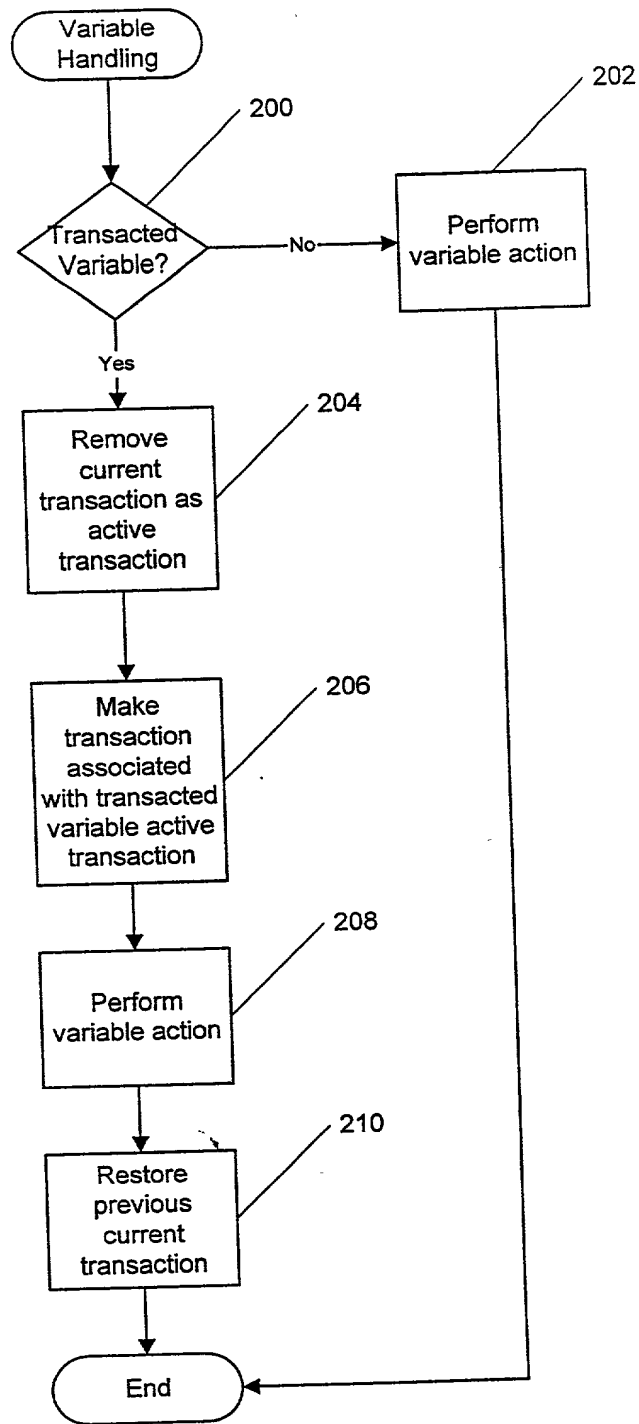 Variable
Handling
200
202
Transacted
Variable?
No
Perform
variable action
Yes
204
Remove
current
transaction as
active
transaction
206
Make
transaction
associated
with transacted
variable active
transaction
208
Perform
variable action
210
Restore
previous
current
transaction
End